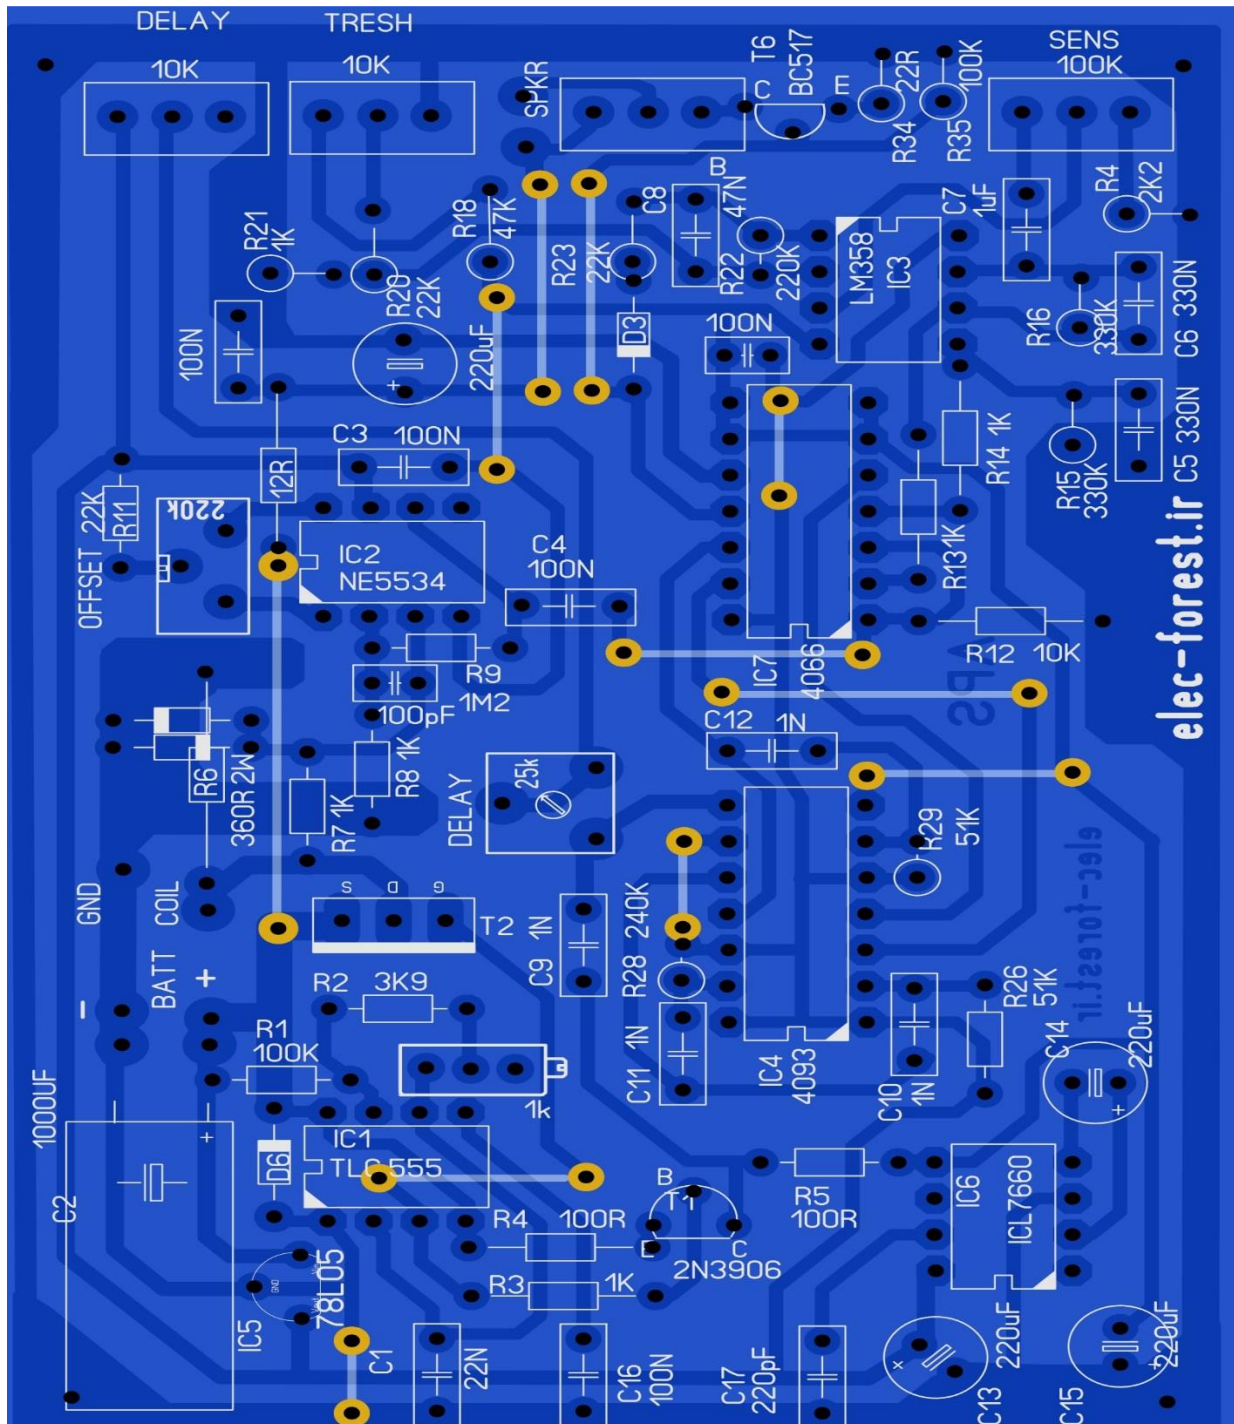 DELAY
TRESH
10K
10K
SPKR
T6
BC517
C
E
B
22R
R34
100K
R35
SENS
100K
R4
2K2
R21
1K
R20
22K
R18
47K
R23
22K
C8
47N
R22
220K
LM358
IC3
C7
1uF
R16
330K
C6 330N
100N
220uF
+
D3
100N
C3
100N
12R
R14 1K
R15
330K
C5 330N
22K
R11
OFFSET
220k
IC2
NE5534
C4
100N
R13 1K
R12
10K
IC7
4066
R9
1M2
100pF
elec-forest.ir
C12
1N
R6
360R 2W
R7 1K
R8 1K
DELAY
25k
R29
51K
elec-forest.ir
GND
COIL
BATT
-
+
S
D
G
T2
1N
C9
240K
R28
R2
3K9
R1
100K
1k
1N
C11
IC4
4093
C10
1N
R26
51K
C14
220uF
+
1000UF
C2
+
D6
IC1
TLC555
R4
100R
R3
1K
B
T1
E
C
2N3906
R5
100R
IC6
ICL7660
78L05
GND
IC5
C1
22N
C16
100N
C17
220pF
C13
220uF
C15
220uF
+